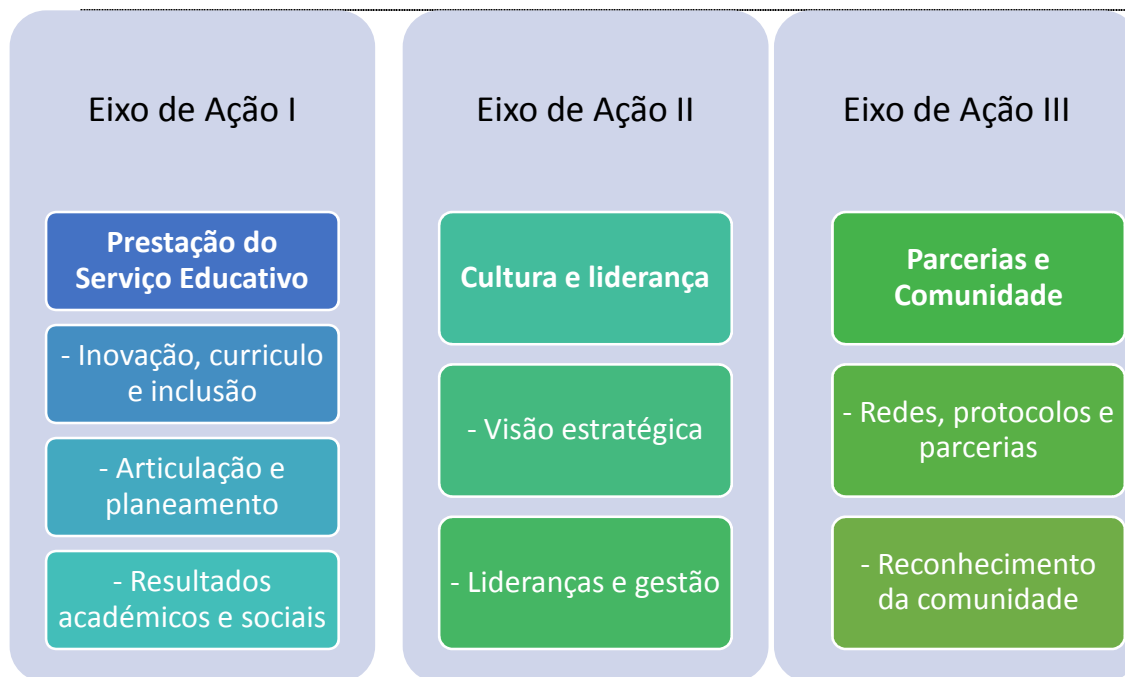 Eixo de Ação I
Prestação do
Serviço Educativo
- Inovação, curriculo
e inclusão
- Articulação e
planeamento
- Resultados
académicos e sociais
Eixo de Ação II
Cultura e liderança
- Visão estratégica
- Lideranças e gestão
Eixo de Ação III
Parcerias e
Comunidade
- Redes, protocolos e
parcerias
- Reconhecimento
da comunidade